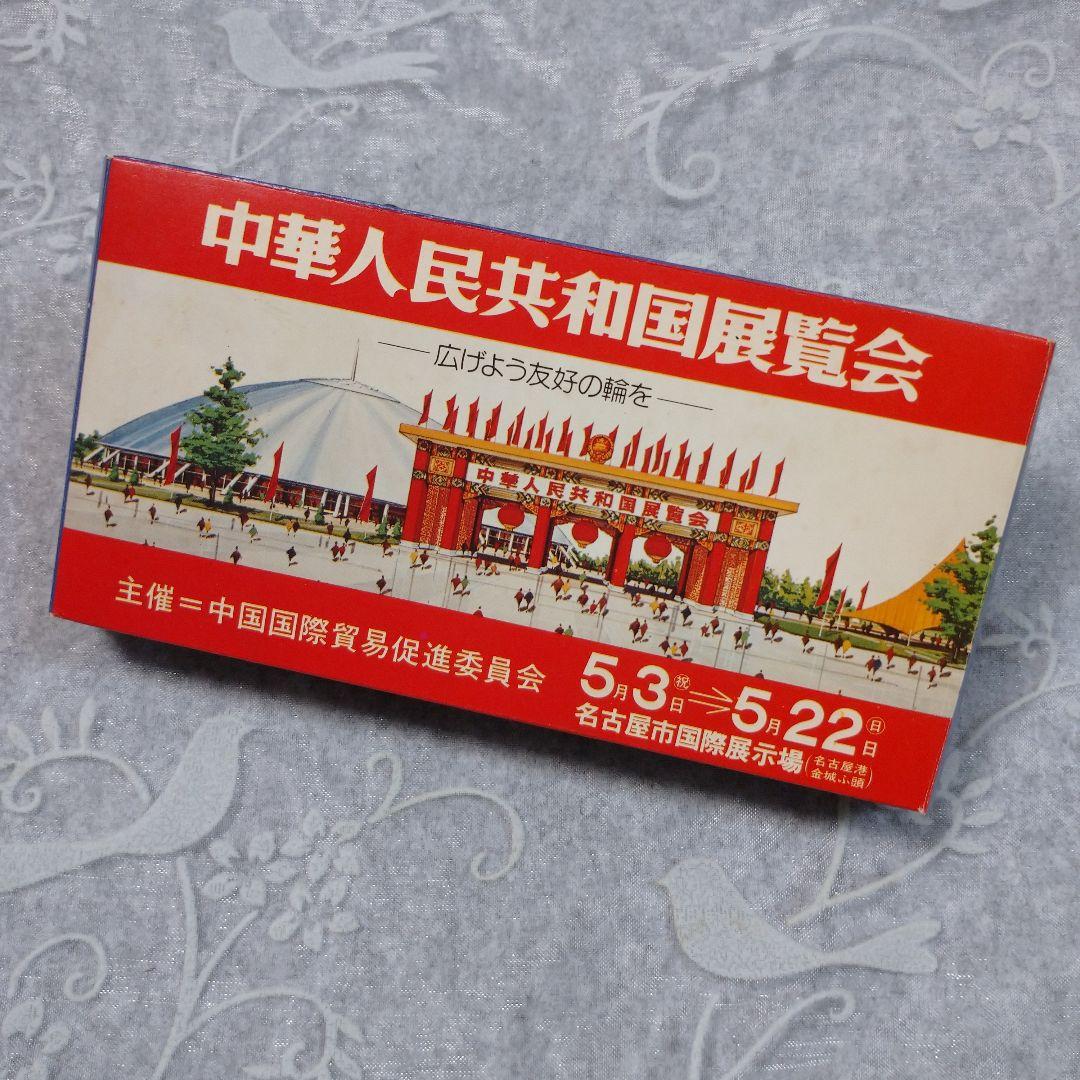 中華人民共和国展覧会
広げよう友好の輪を
中華人民共和国展覧会
主催=中国国際貿易促進委員会
5月3日㊗⇒5月22日㊐
名古屋市国際展示場(名古屋港金城ふ頭)